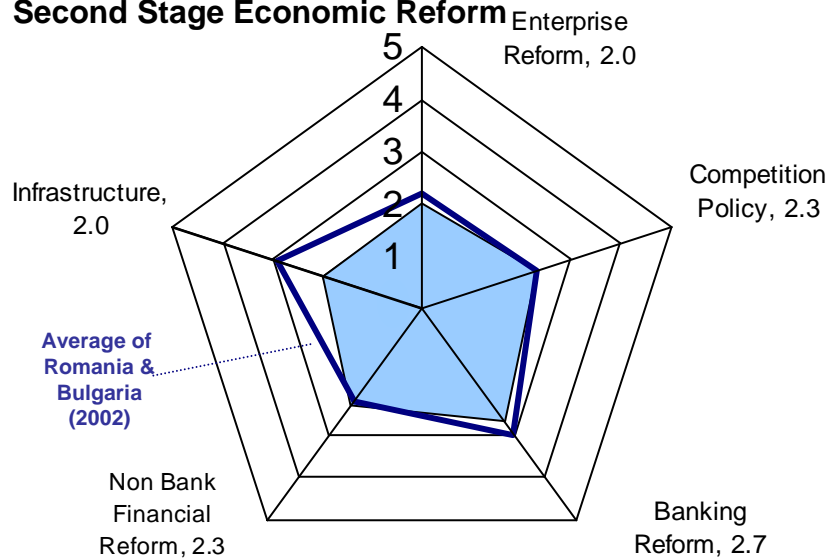 Second Stage Economic Reform
Enterprise
Reform, 2.0
5
4
3
2
1
Competition
Policy, 2.3
Infrastructure,
2.0
Average of
Romania &
Bulgaria
(2002)
Non Bank
Financial
Reform, 2.3
Banking
Reform, 2.7